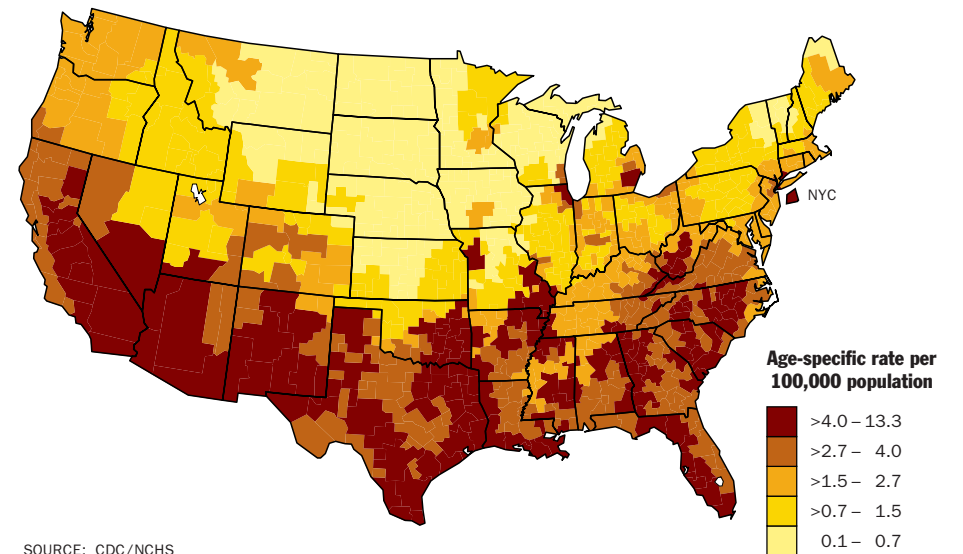 NYC
Age-specific rate per
100,000 population
>4.0 – 13.3
>2.7 – 4.0
>1.5 – 2.7
>0.7 – 1.5
0.1 – 0.7
SOURCE: CDC/NCHS